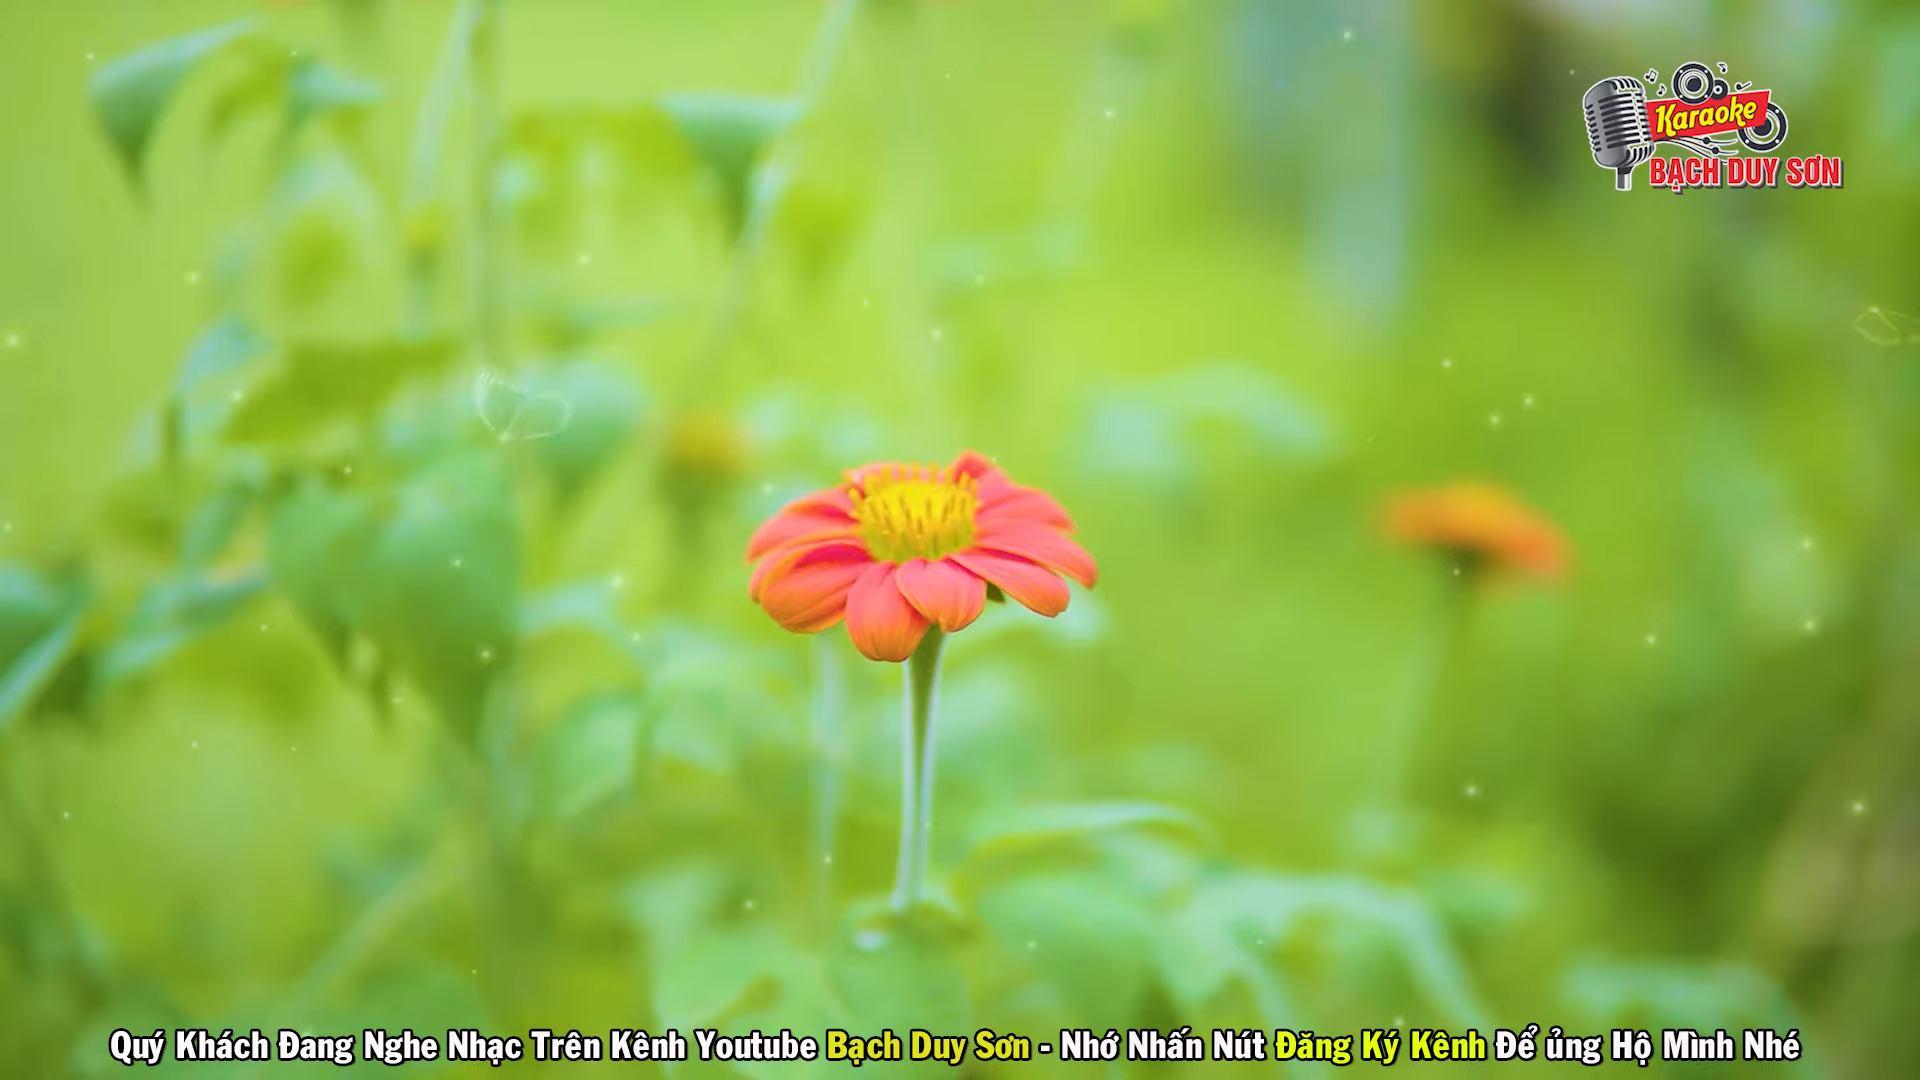 Karaoke
BẠCH DUY SƠN
Quý Khách Đang Nghe Nhạc Trên Kênh Youtube Bạch Duy Sơn - Nhớ Nhấn Nút Đăng Ký Kênh Để ủng Hộ Mình Nhé